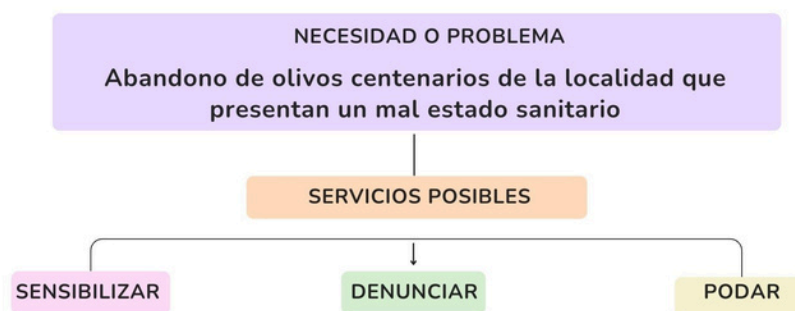 NECESIDAD O PROBLEMA
Abandono de olivos centenarios de la localidad que
presentan un mal estado sanitario
SERVICIOS POSIBLES
SENSIBILIZAR
DENUNCIAR
PODAR